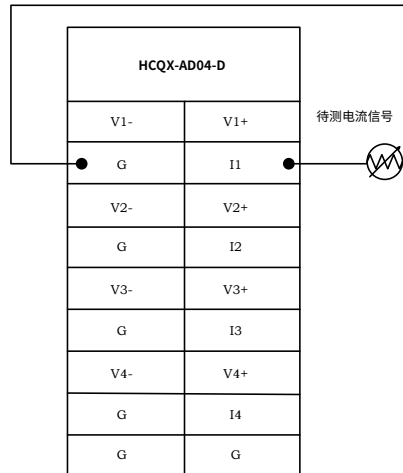 HCQX-AD04-D
V1- V1+
待测电流信号
G I1
V2- V2+
G I2
V3- V3+
G I3
V4- V4+
G I4
G G